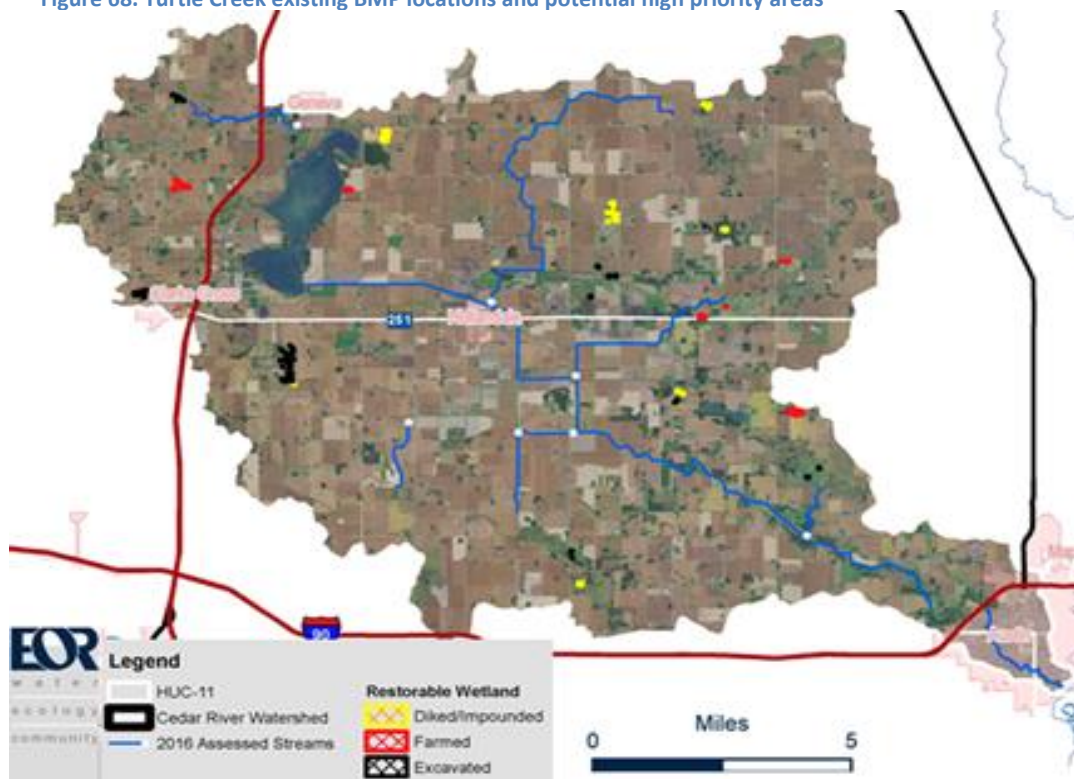 Figure 68. Turtle Creek existing BMP locations and potential high priority areas
Geneva
251
90
EOR
water
ecology
community
Legend
HUC-11
Cedar River Watershed
2016 Assessed Streams
Restorable Wetland
Diked/Impounded
Farmed
Excavated
Miles
0 5